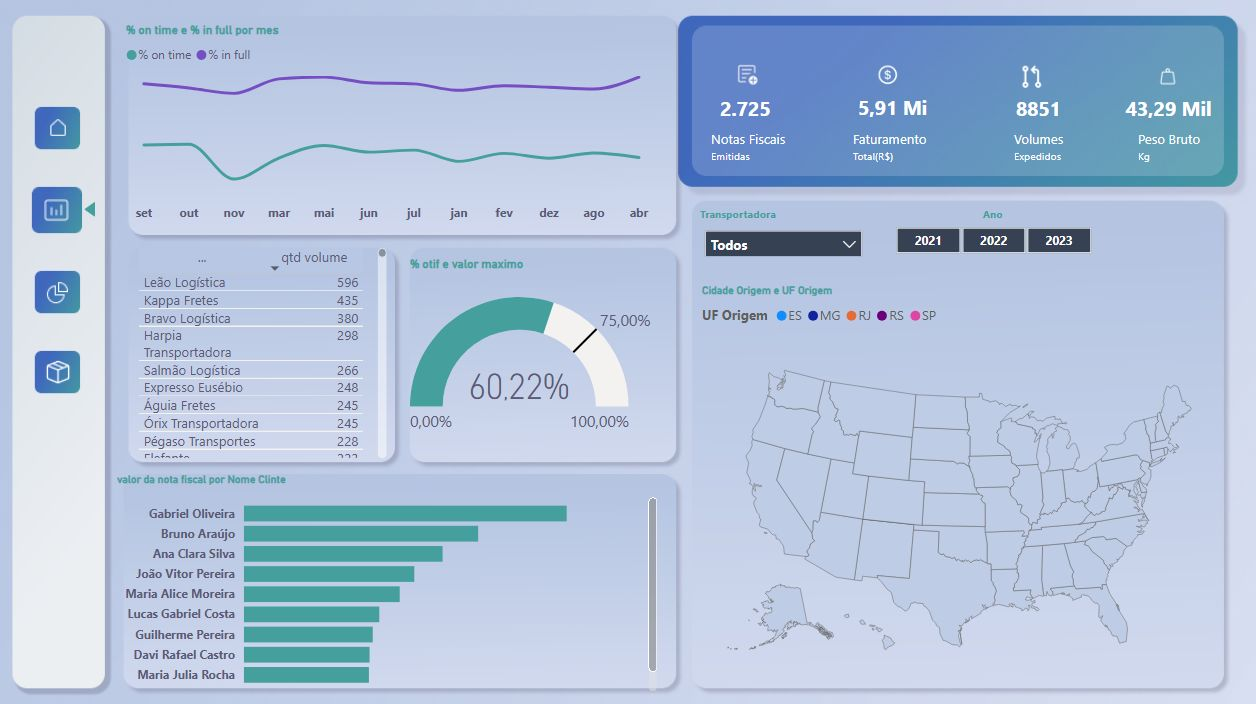 % on time e % in full por mes
% on time % in full
set out nov mar mai jun jul jan fev dez ago abr
2.725 5,91 Mi 8851 43,29 Mil
Notas Fiscais Faturamento Volumes Peso Bruto
Emitidas Total(R$) Expedidos Kg
... qtd volume
Leão Logística 596
Kappa Fretes 435
Bravo Logística 380
Harpia 298
Transportadora
Salmão Logística 266
Expresso Eusébio 248
Águia Fretes 245
Órix Transportadora 245
Pégaso Transportes 228
% otif e valor maximo
75,00%
60,22%
0,00% 100,00%
valor da nota fiscal por Nome Clinte
Gabriel Oliveira
Bruno Araújo
Ana Clara Silva
João Vitor Pereira
Maria Alice Moreira
Lucas Gabriel Costa
Guilherme Pereira
Davi Rafael Castro
Maria Julia Rocha
Transportadora Ano
Todos 2021 2022 2023
Cidade Origem e UF Origem
UF Origem ES MG RJ RS SP